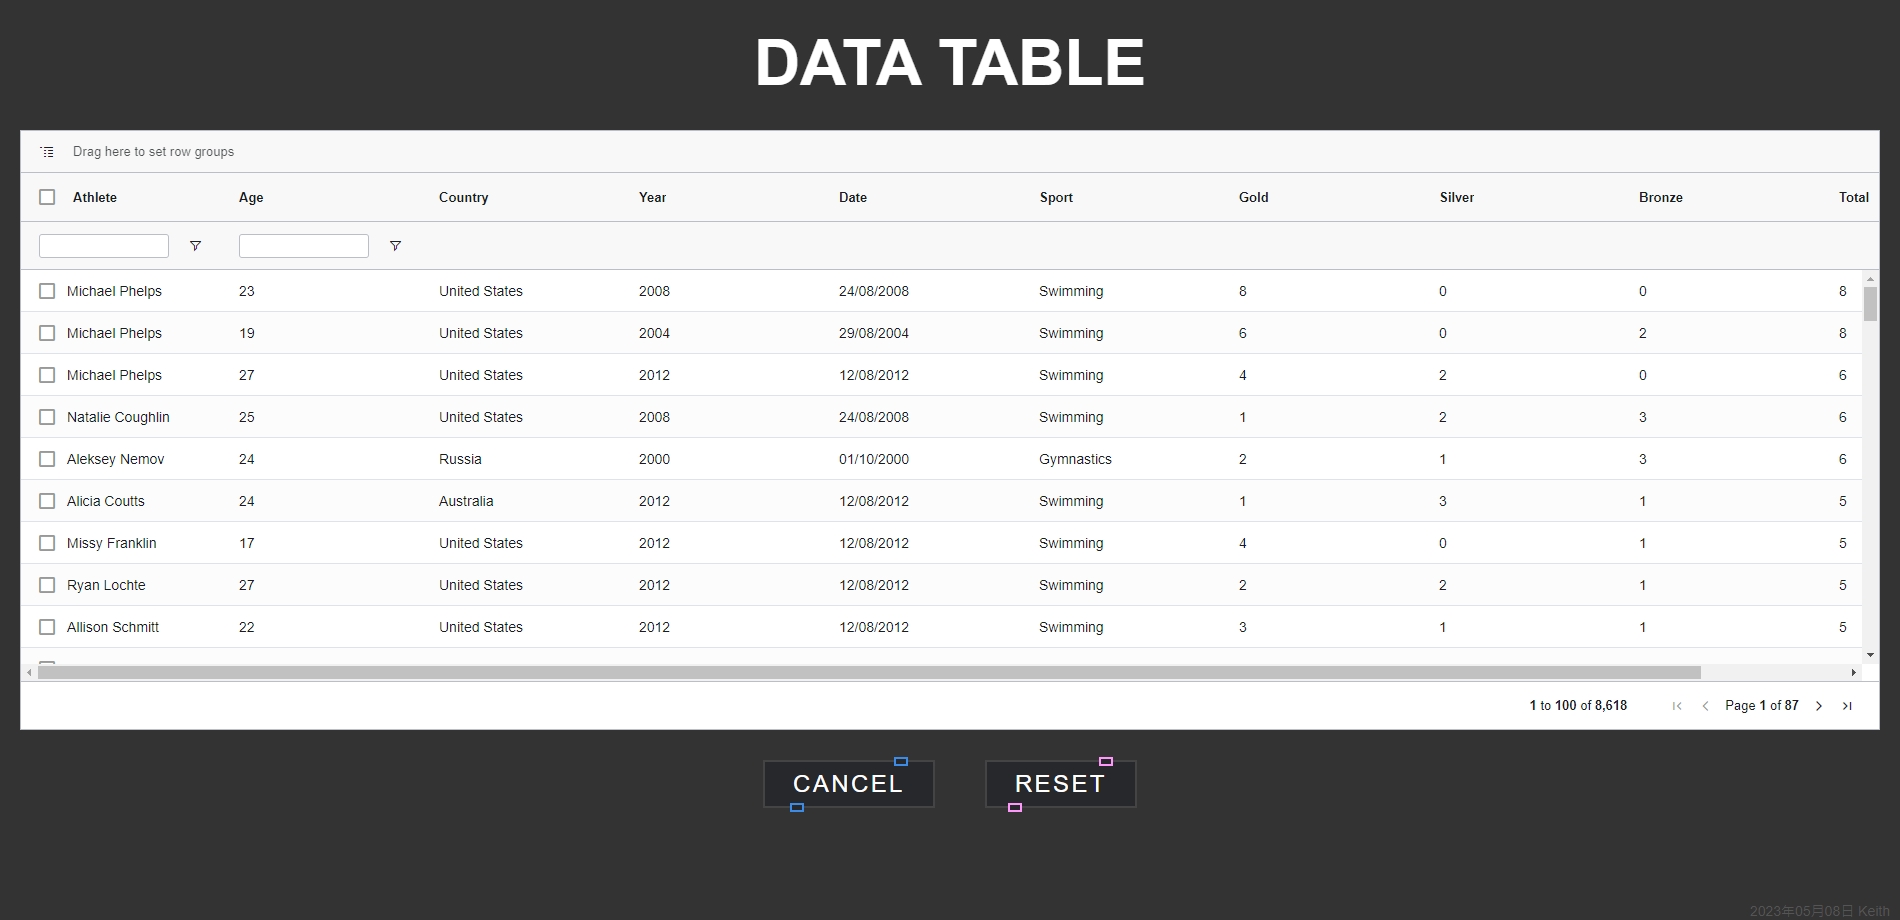 DATA TABLE
Drag here to set row groups
Athlete Age Country Year Date Sport Gold Silver Bronze Total
Michael Phelps 23 United States 2008 24/08/2008 Swimming 8 0 0 8
Michael Phelps 19 United States 2004 29/08/2004 Swimming 6 0 2 8
Michael Phelps 27 United States 2012 12/08/2012 Swimming 4 2 0 6
Natalie Coughlin 25 United States 2008 24/08/2008 Swimming 1 2 3 6
Aleksey Nemov 24 Russia 2000 01/10/2000 Gymnastics 2 1 3 6
Alicia Coutts 24 Australia 2012 12/08/2012 Swimming 1 3 1 5
Missy Franklin 17 United States 2012 12/08/2012 Swimming 4 0 1 5
Ryan Lochte 27 United States 2012 12/08/2012 Swimming 2 2 1 5
Allison Schmitt 22 United States 2012 12/08/2012 Swimming 3 1 1 5
1 to 100 of 8,618 Page 1 of 87
CANCEL RESET
2023年05月08日 Keith